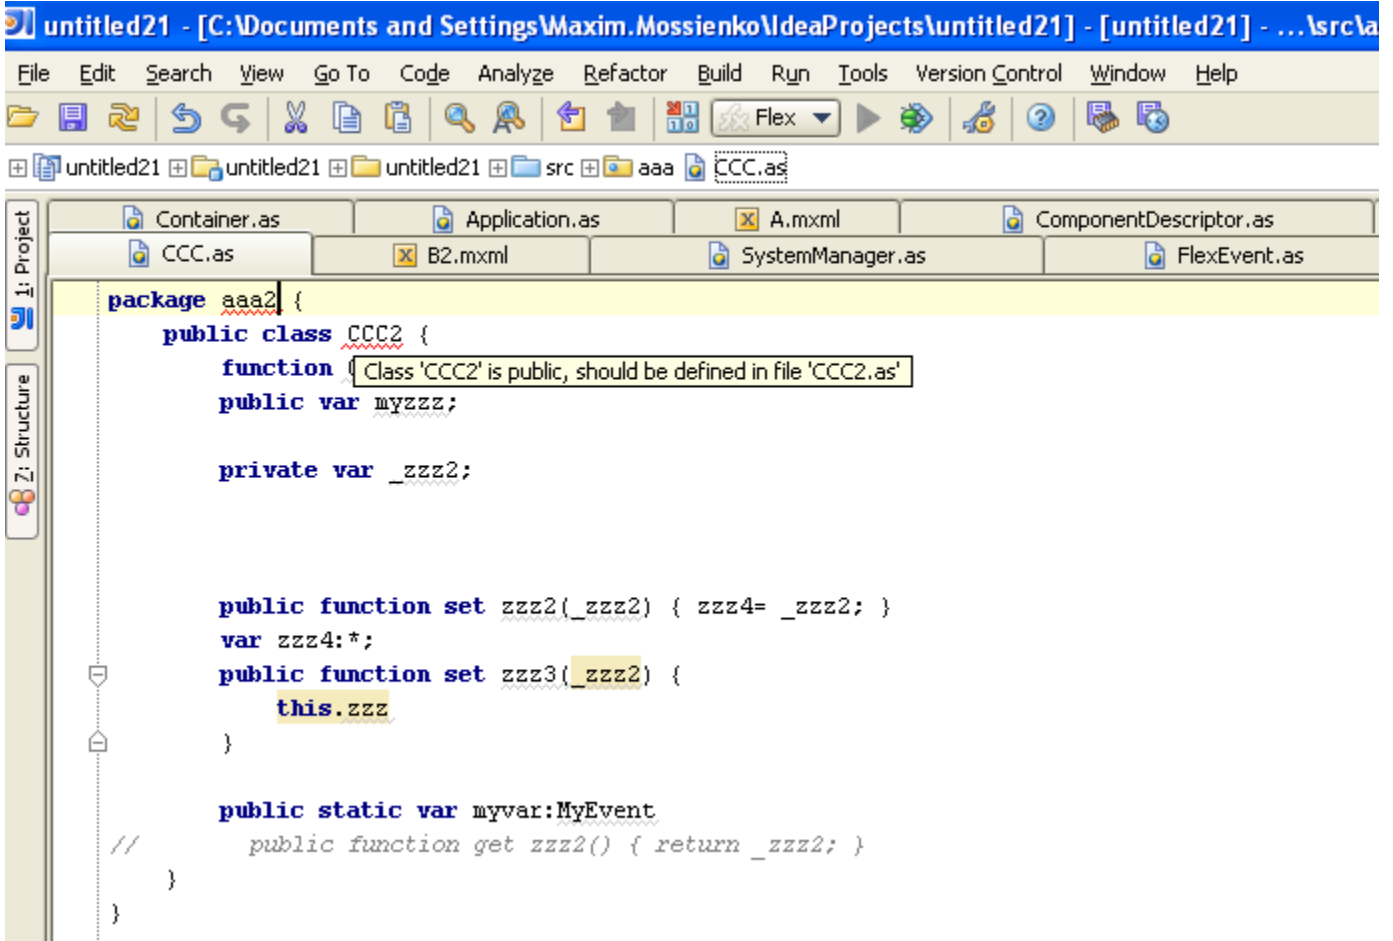 untitled21 - [C:\Documents and Settings\Maxim.Mossienko\IdeaProjects\untitled21] - [untitled21] - ...\src\a
File Edit Search View Go To Code Analyze Refactor Build Run Tools Version Control Window Help
Flex
untitled21 untitled21 untitled21 src aaa CCC.as
Container.as Application.as A.mxml ComponentDescriptor.as
CCC.as B2.mxml SystemManager.as FlexEvent.as
1: Project
Z: Structure
package aaa2 {
public class CCC2 {
function (
Class 'CCC2' is public, should be defined in file 'CCC2.as'
public var myzzz;
private var _zzz2;
public function set zzz2(_zzz2) { zzz4= _zzz2; }
var zzz4:*;
public function set zzz3(_zzz2) {
this.zzz
}
public static var myvar:MyEvent
// public function get zzz2() { return _zzz2; }
}
}